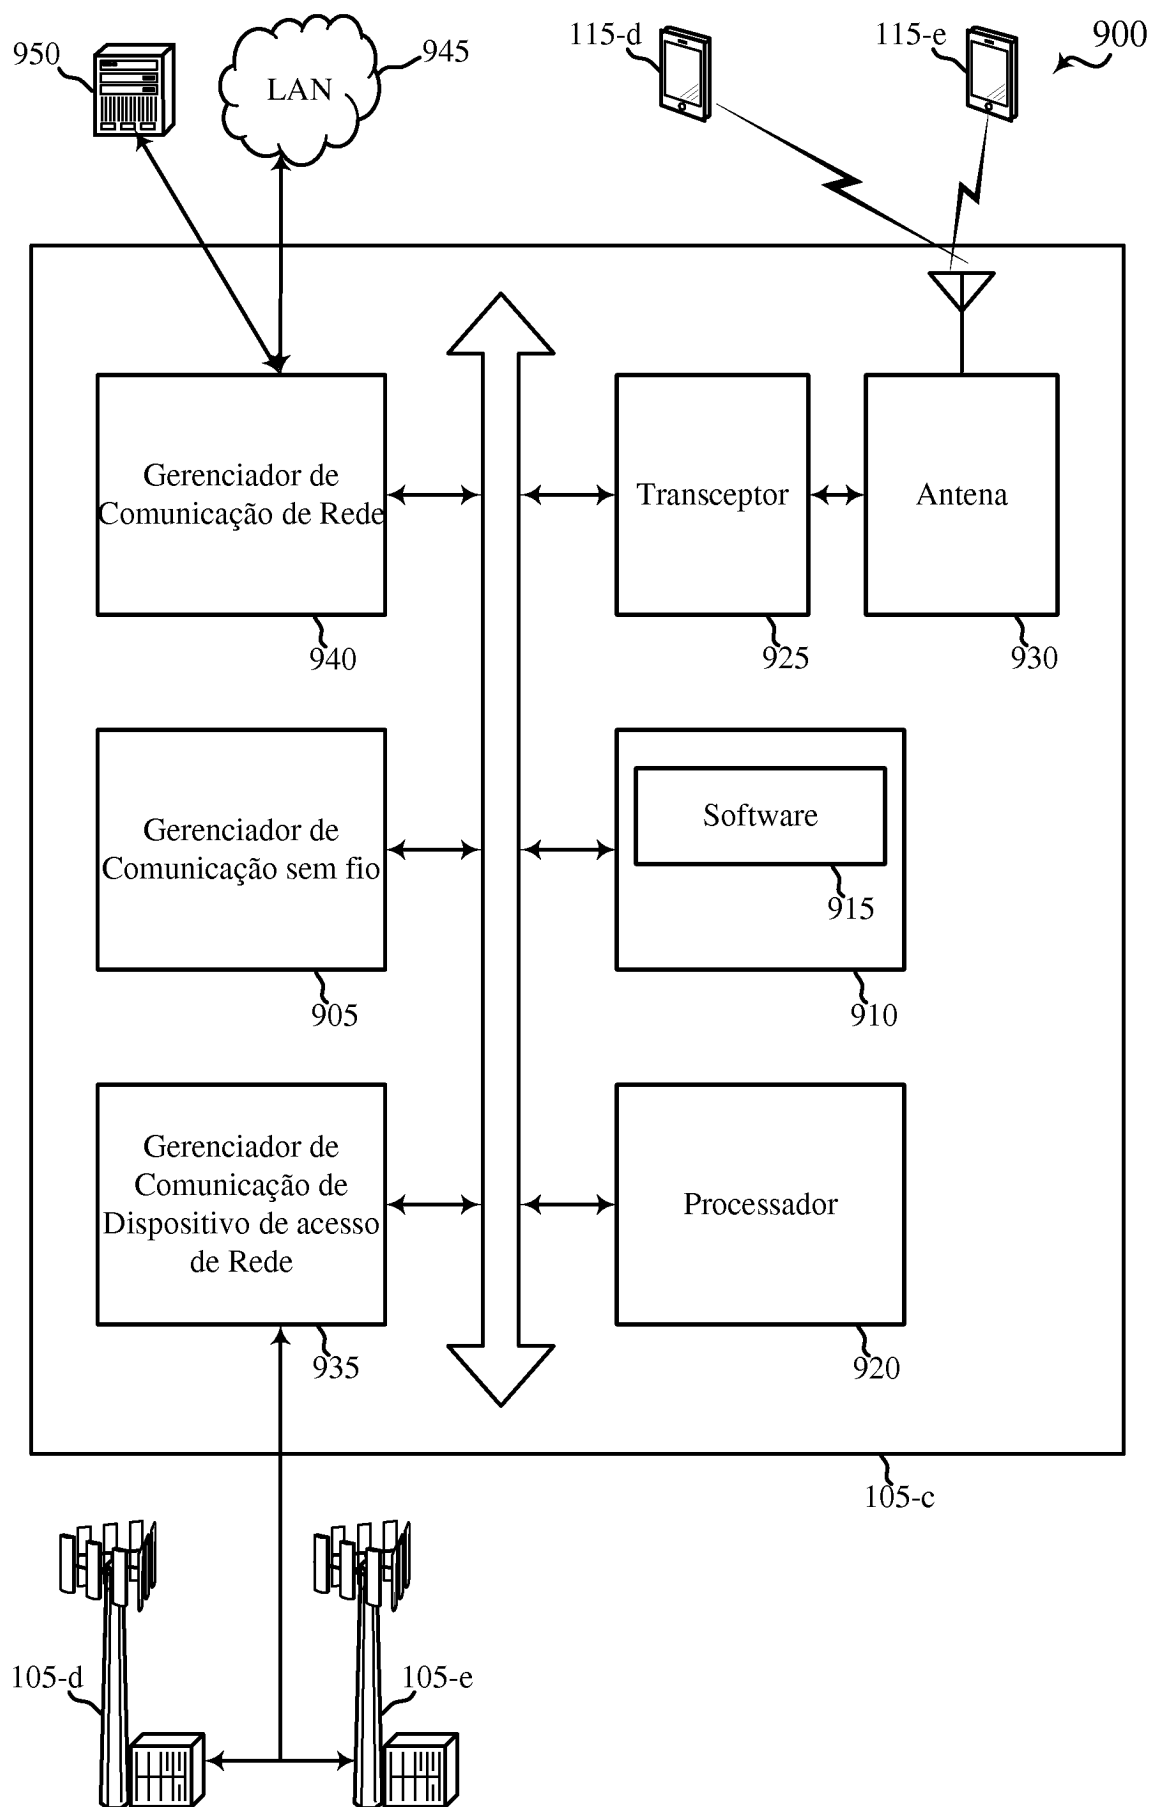 950
LAN
945
115-d
115-e
900
Gerenciador de
Comunicação de Rede
940
Transceptor
925
Antena
930
Gerenciador de
Comunicação sem fio
905
Software
915
910
Gerenciador de
Comunicação de
Dispositivo de acesso
de Rede
935
Processador
920
105-c
105-d
105-e